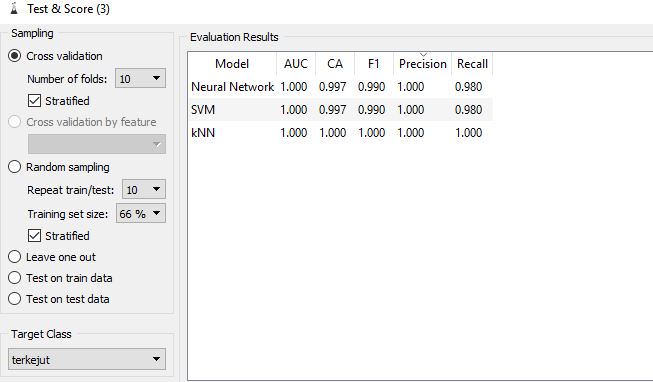 Test & Score (3)
Sampling
Cross validation
Number of folds: 10
Stratified
Cross validation by feature
Random sampling
Repeat train/test: 10
Training set size: 66 %
Stratified
Leave one out
Test on train data
Test on test data
Target Class
terkejut
Evaluation Results
Model AUC CA F1 Precision Recall
Neural Network 1.000 0.997 0.990 1.000 0.980
SVM 1.000 0.997 0.990 1.000 0.980
kNN 1.000 1.000 1.000 1.000 1.000